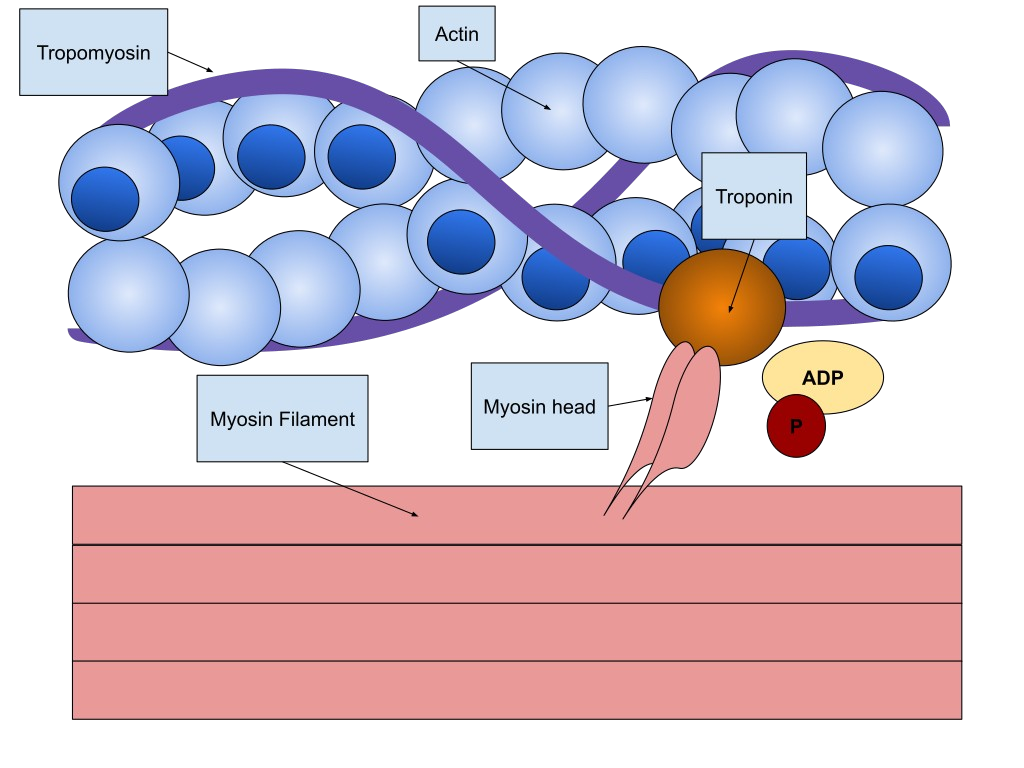 Tropomyosin
Actin
Troponin
ADP
P
Myosin head
Myosin Filament